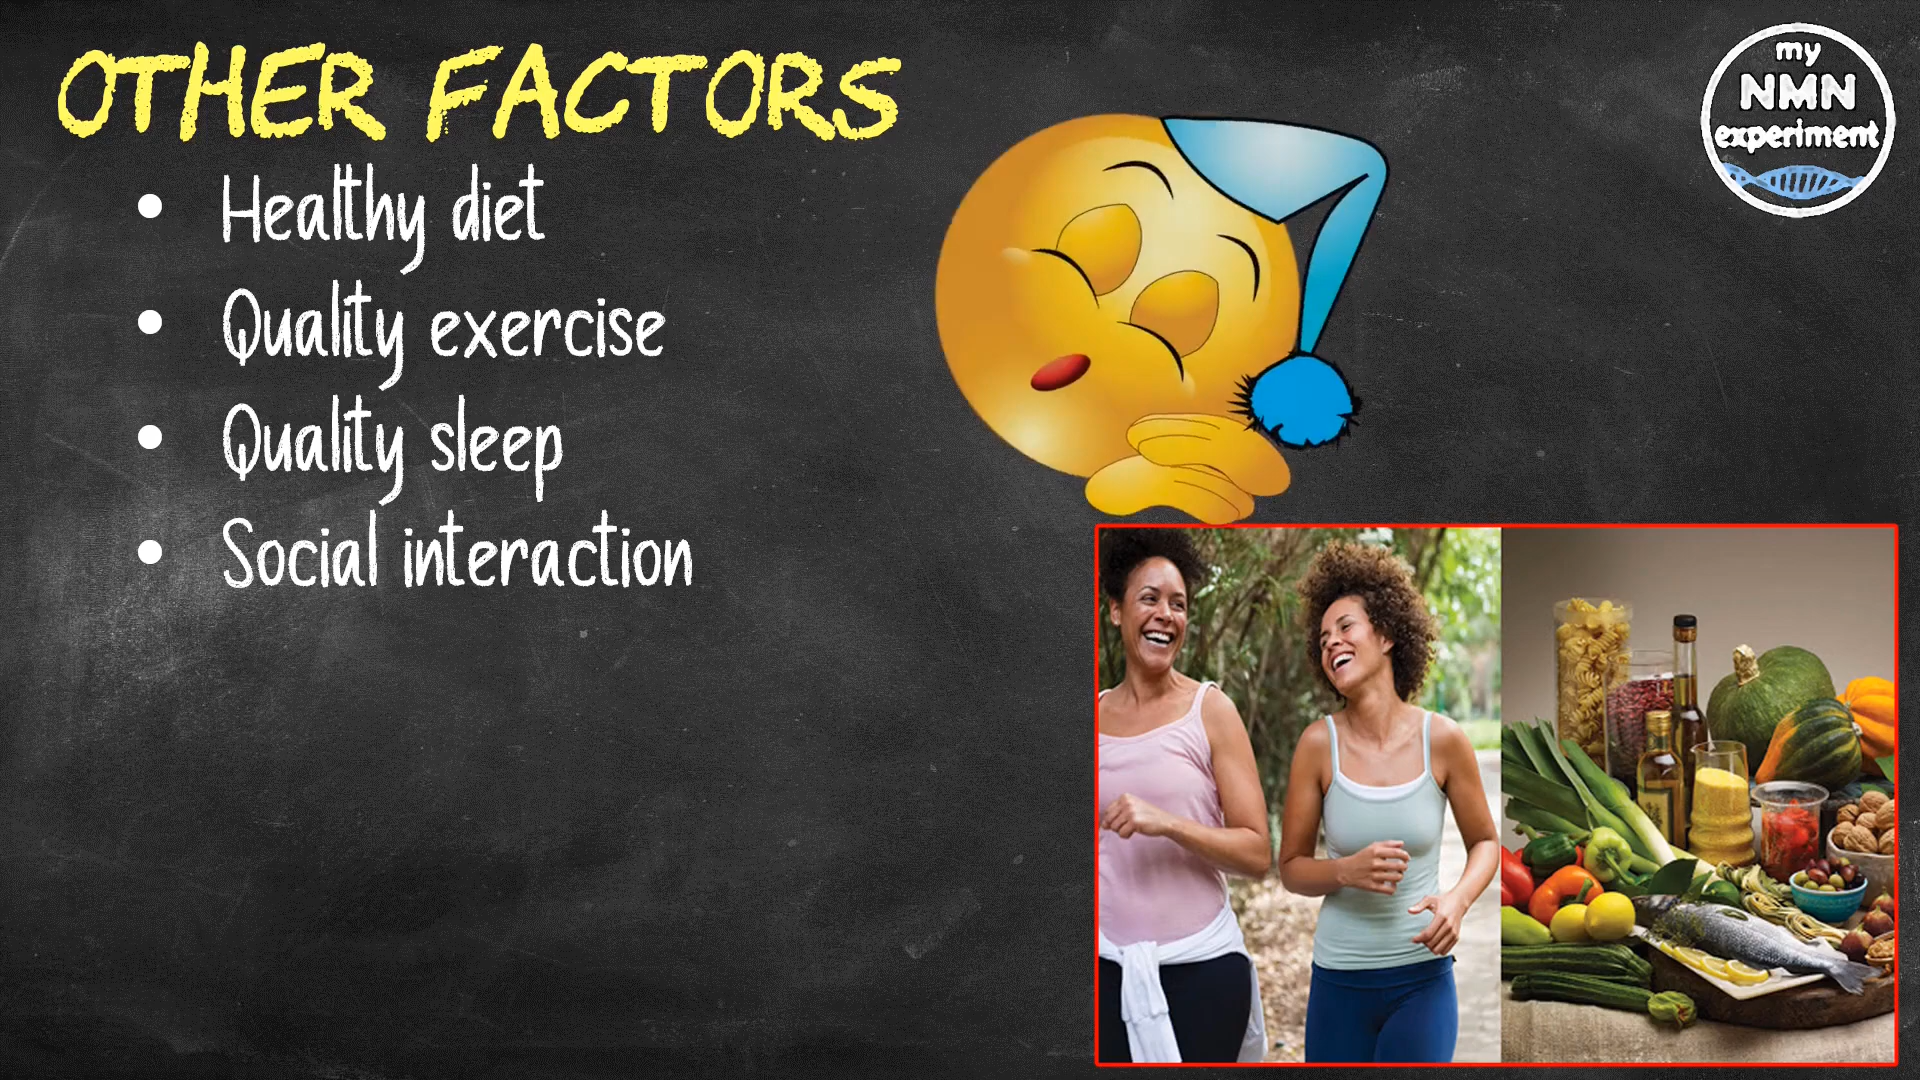 OTHER FACTORS
• Healthy diet
• Quality exercise
• Quality sleep
• Social interaction
my
NMN
experiment